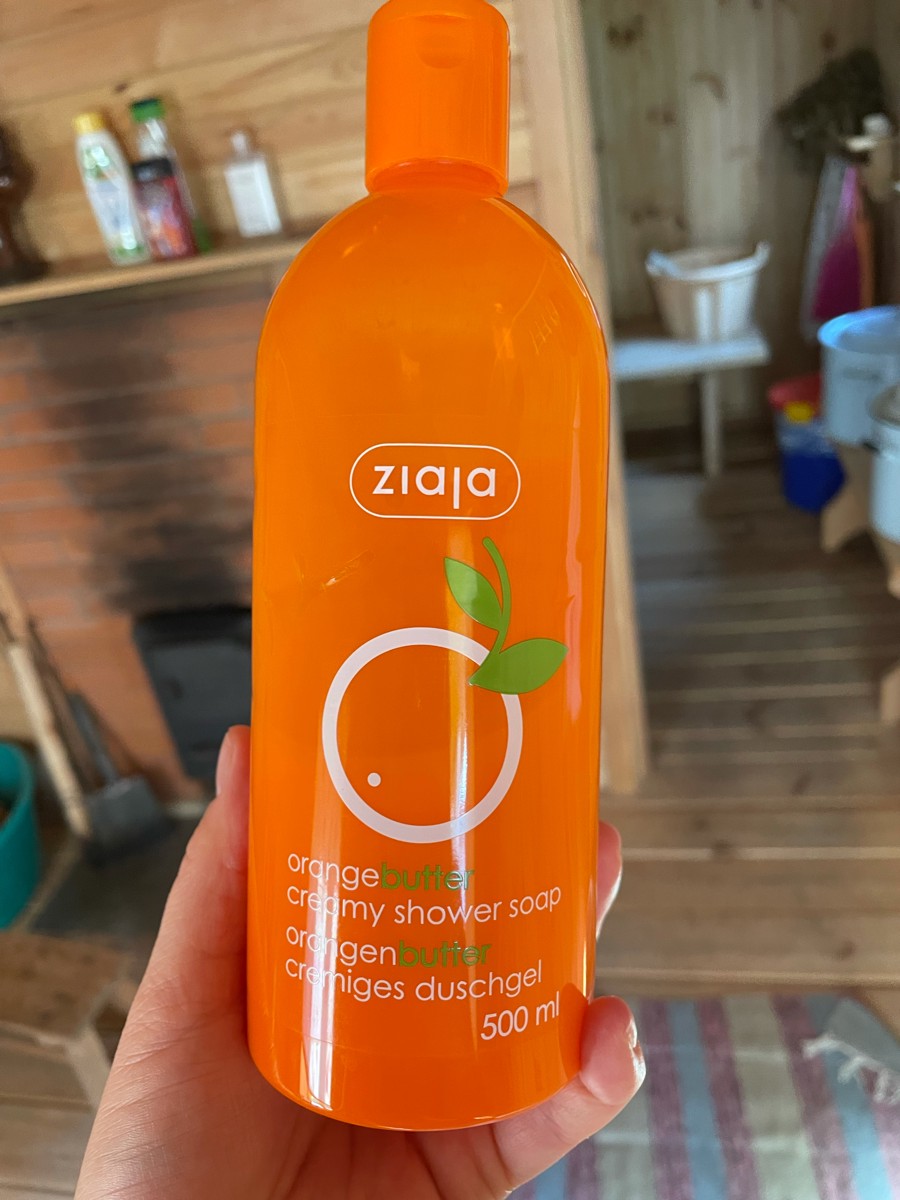 ziaja
orangebutter
creamy shower soap
orangenbutter
cremiges duschgel
500 ml